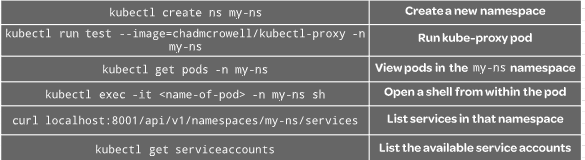 kubectl create ns my-ns
Create a new namespace
kubectl run test --image=chadmcrowell/kubectl-proxy -n
my-ns
Run kube-proxy pod
kubectl get pods -n my-ns
View pods in the my-ns namespace
kubectl exec -it <name-of-pod> -n my-ns sh
Open a shell from within the pod
curl localhost:8001/api/v1/namespaces/my-ns/services
List services in that namespace
kubectl get serviceaccounts
List the available service accounts